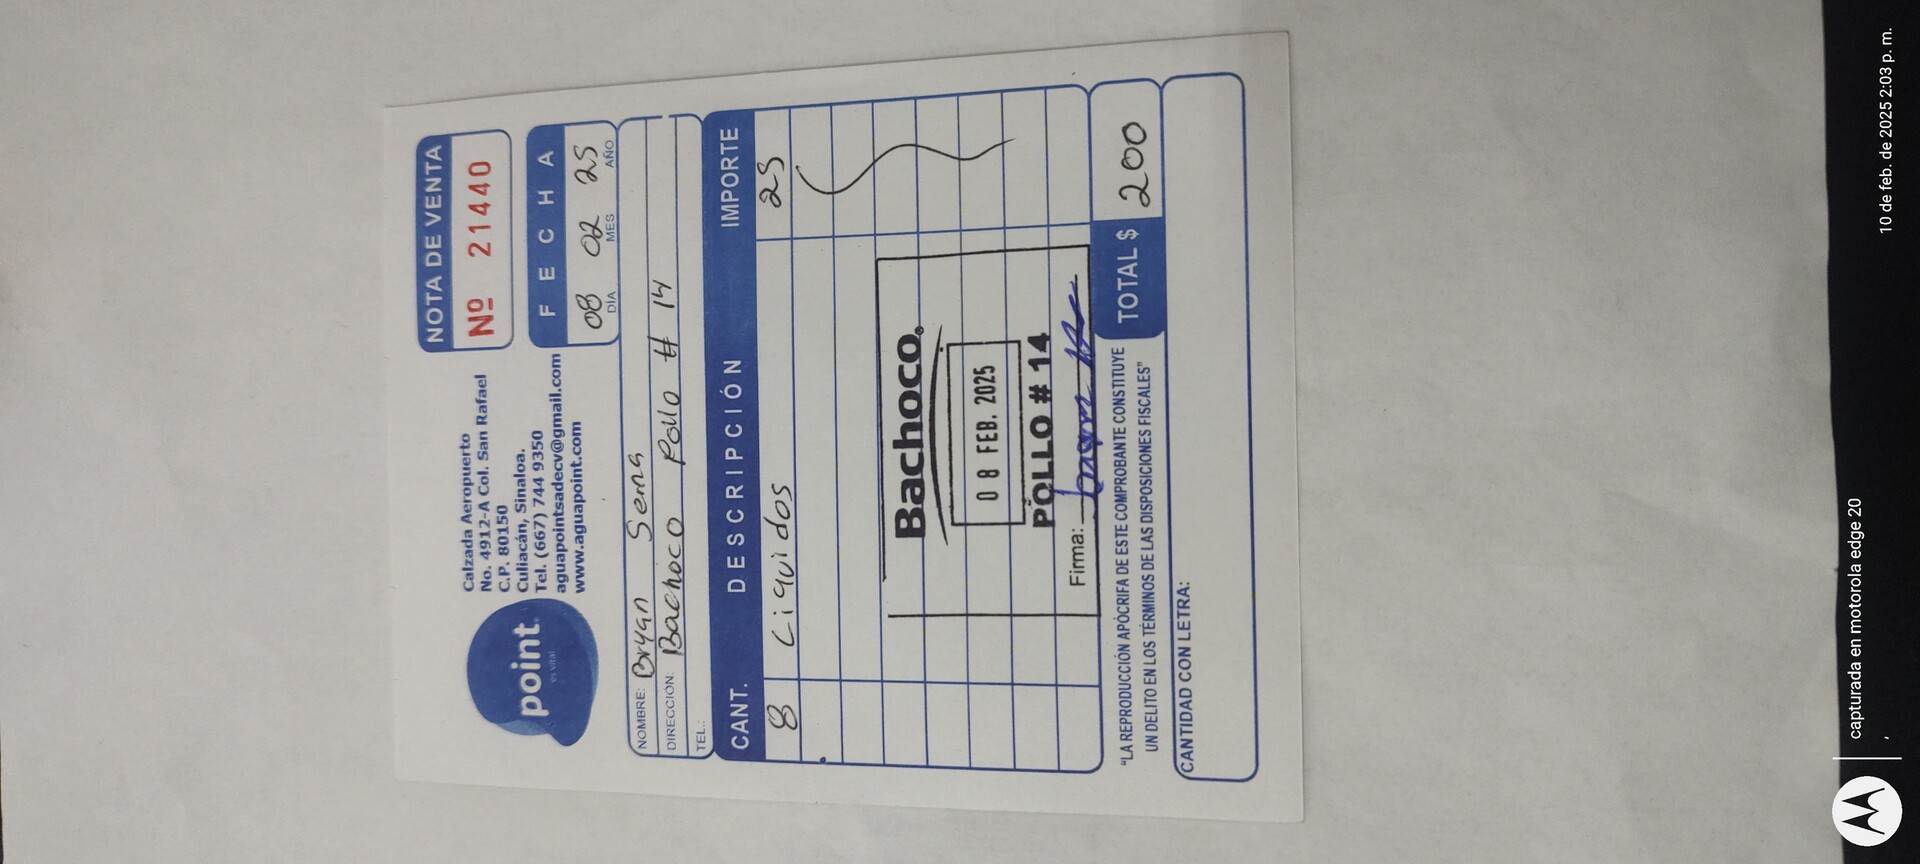 point
es vital
Calzada Aeropuerto
No. 4912-A Col. San Rafael
C.P. 80150
Culiacán, Sinaloa.
Tel. (667) 744 9350
aguapointsadecv@gmail.com
www.aguapoint.com
NOTA DE VENTA
Nº 21440
FECHA
08 02 25
DÍA MES AÑO
NOMBRE: Bryan Serna
DIRECCIÓN: Bachoco Pollo # 14
TEL.:
CANT. DESCRIPCIÓN IMPORTE
8 Liquidos 25
Bachoco
08 FEB. 2025
POLLO # 14
Firma:
"LA REPRODUCCIÓN APÓCRIFA DE ESTE COMPROBANTE CONSTITUYE
UN DELITO EN LOS TÉRMINOS DE LAS DISPOSICIONES FISCALES"
TOTAL $ 200
CANTIDAD CON LETRA:
capturada en motorola edge 20
,
10 de feb. de 2025 2:03 p. m.